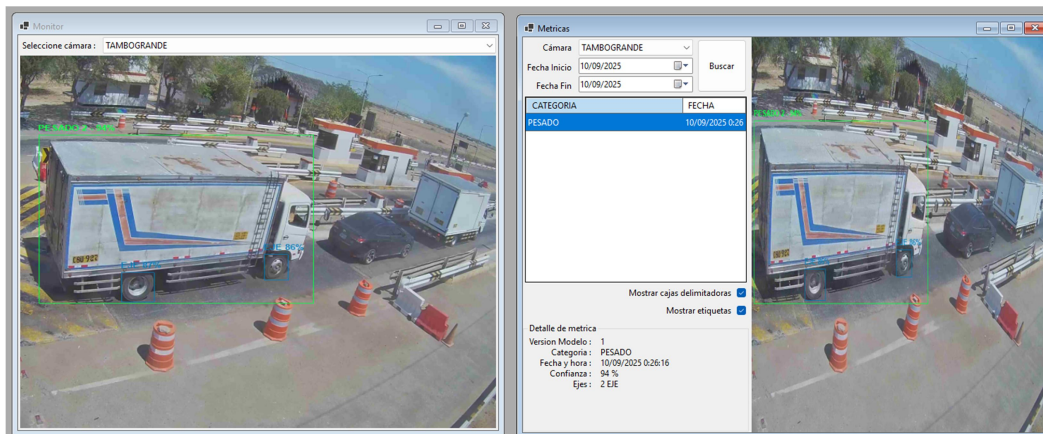 Monitor
Seleccione cámara : TAMBOGRANDE
EJE 86%
Metricas
Cámara TAMBOGRANDE
Fecha Inicio 10/09/2025
Fecha Fin 10/09/2025
Buscar
CATEGORIA FECHA
PESADO 10/09/2025 0:26
Mostrar cajas delimitadoras
Mostrar etiquetas
Detalle de metrica
Version Modelo : 1
Categoria : PESADO
Fecha y hora : 10/09/2025 0:26:16
Confianza : 94 %
Ejes : 2 EJE